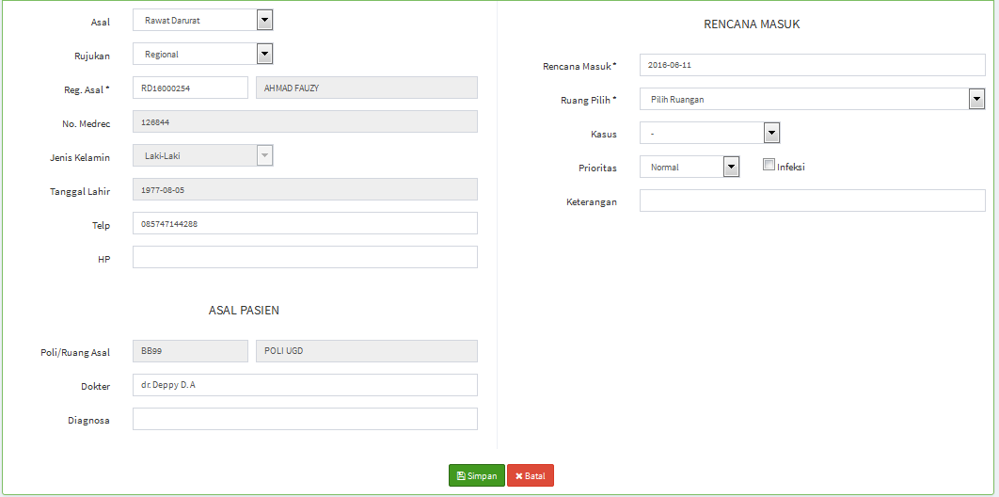 Asal Rawat Darurat
Rujukan Regional
Reg. Asal * RD16000254 AHMAD FAUZY
No. Medrec 126844
Jenis Kelamin Laki-Laki
Tanggal Lahir 1977-08-05
Telp 085747144288
HP
ASAL PASIEN
Poli/Ruang Asal BB99 POLI UGD
Dokter dr.Deppy D. A
Diagnosa
RENCANA MASUK
Rencana Masuk * 2016-06-11
Ruang Pilih * Pilih Ruangan
Kasus -
Prioritas Normal Infeksi
Keterangan
Simpan Batal